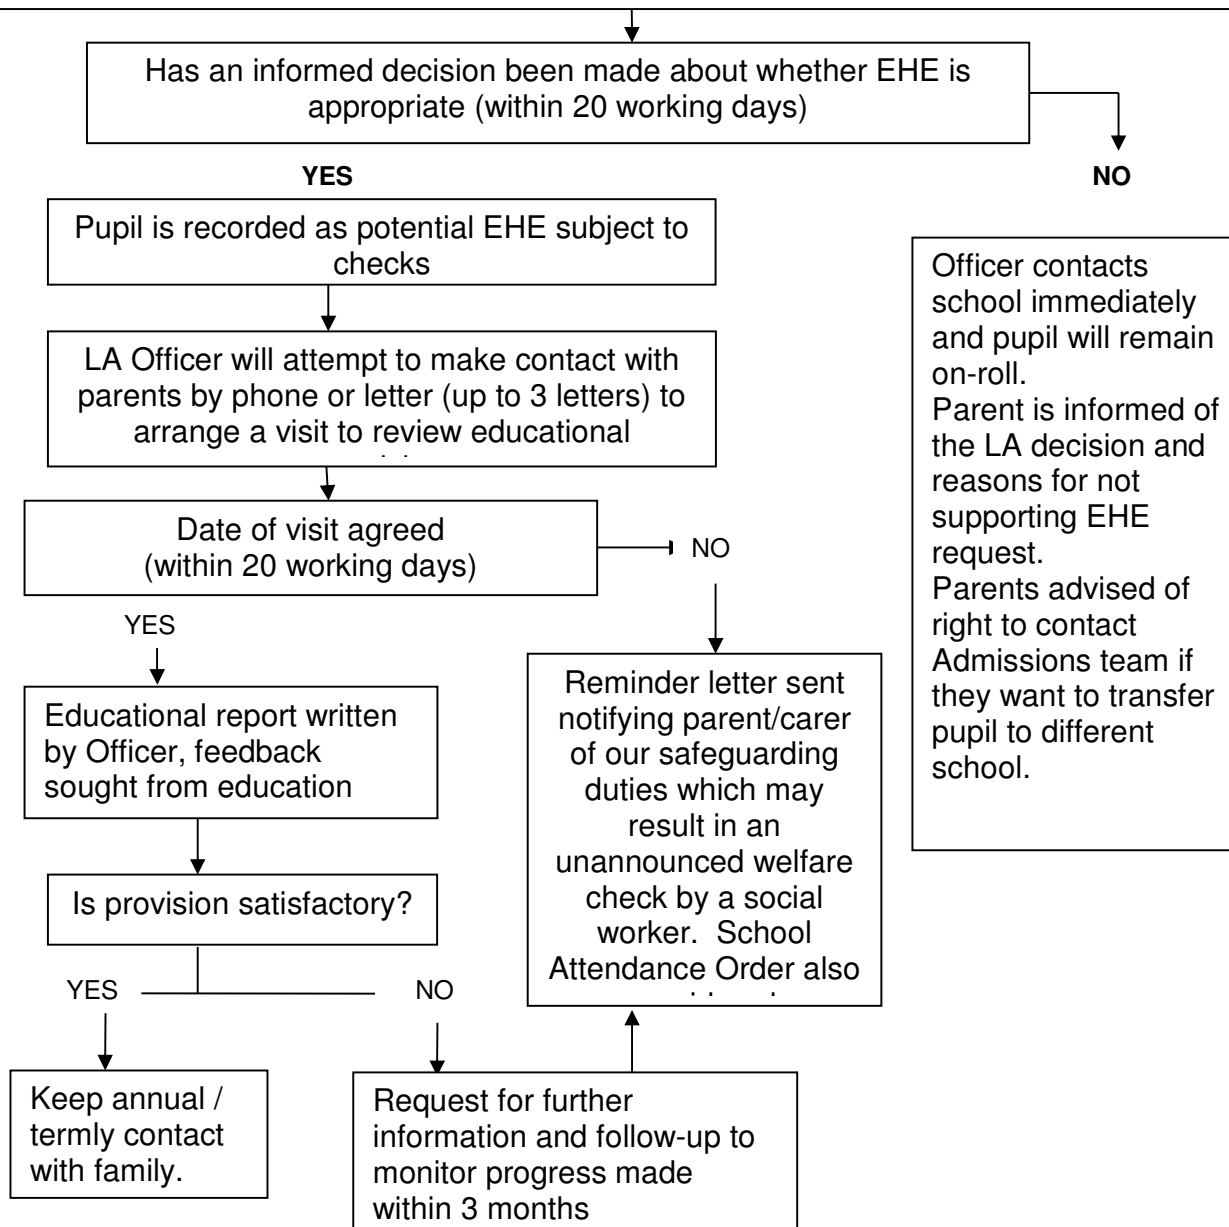 Has an informed decision been made about whether EHE is
appropriate (within 20 working days)
YES
NO
Pupil is recorded as potential EHE subject to
checks
LA Officer will attempt to make contact with
parents by phone or letter (up to 3 letters) to
arrange a visit to review educational
Officer contacts
school immediately
and pupil will remain
on-roll.
Parent is informed of
the LA decision and
reasons for not
supporting EHE
request.
Parents advised of
right to contact
Admissions team if
they want to transfer
pupil to different
school.
Date of visit agreed
(within 20 working days)
NO
YES
Educational report written
by Officer, feedback
sought from education
Reminder letter sent
notifying parent/carer
of our safeguarding
duties which may
result in an
unannounced welfare
check by a social
worker.  School
Attendance Order also
Is provision satisfactory?
YES
NO
Keep annual /
termly contact
with family.
Request for further
information and follow-up to
monitor progress made
within 3 months